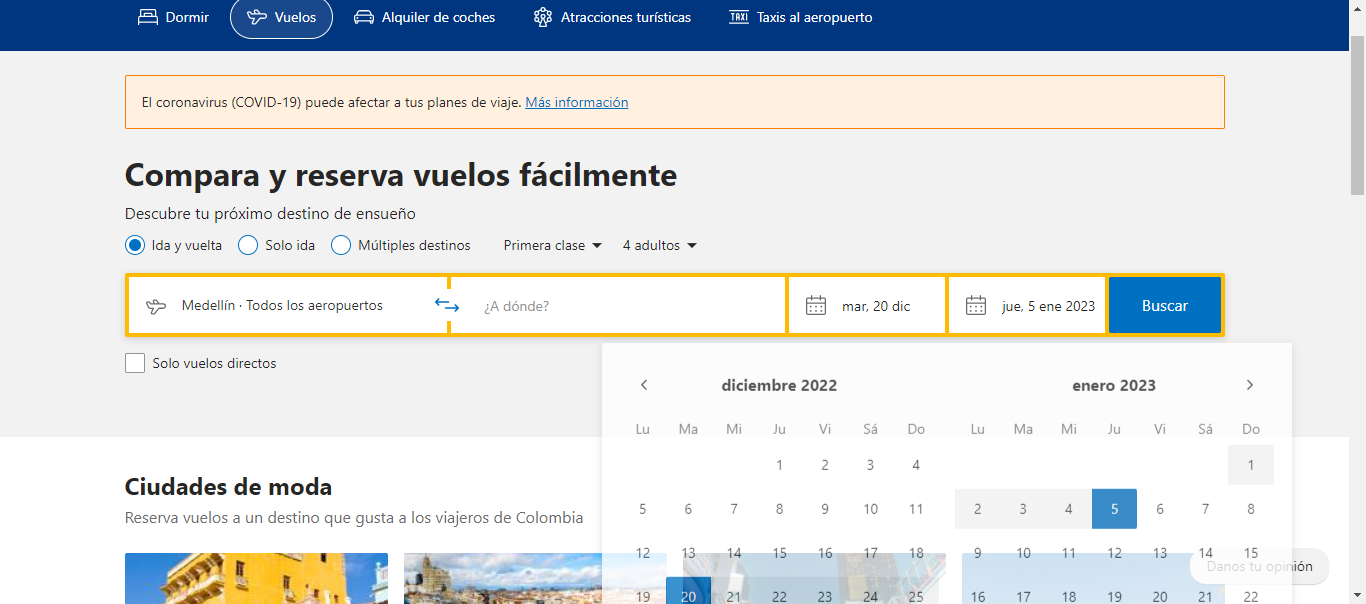 Dormir Vuelos Alquiler de coches Atracciones turísticas TAXI Taxis al aeropuerto
El coronavirus (COVID-19) puede afectar a tus planes de viaje. Más información
Compara y reserva vuelos fácilmente
Descubre tu próximo destino de ensueño
Ida y vuelta Solo ida Múltiples destinos Primera clase 4 adultos
Medellín · Todos los aeropuertos ¿A dónde? mar, 20 dic jue, 5 ene 2023 Buscar
Solo vuelos directos
diciembre 2022 enero 2023
Lu Ma Mi Ju Vi Sá Do Lu Ma Mi Ju Vi Sá Do
1 2 3 4 1
Ciudades de moda
Reserva vuelos a un destino que gusta a los viajeros de Colombia
5 6 7 8 9 10 11 2 3 4 5 6 7 8
12 13 14 15 16 17 18 9 10 11 12 13 14 15
Danos tu opinión
19 20 21 22 23 24 25 16 17 18 19 20 21 22